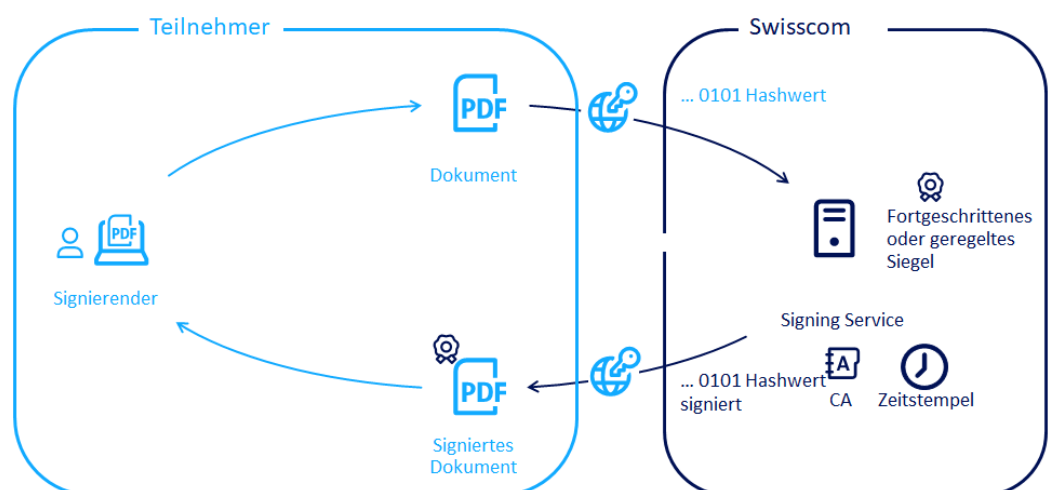 Teilnehmer
Swisscom
PDF
... 0101 Hashwert
Dokument
Fortgeschrittenes
oder geregeltes
Siegel
PDF
Signierender
Signing Service
PDF
... 0101 Hashwert
signiert
A
CA
Zeitstempel
Signiertes
Dokument